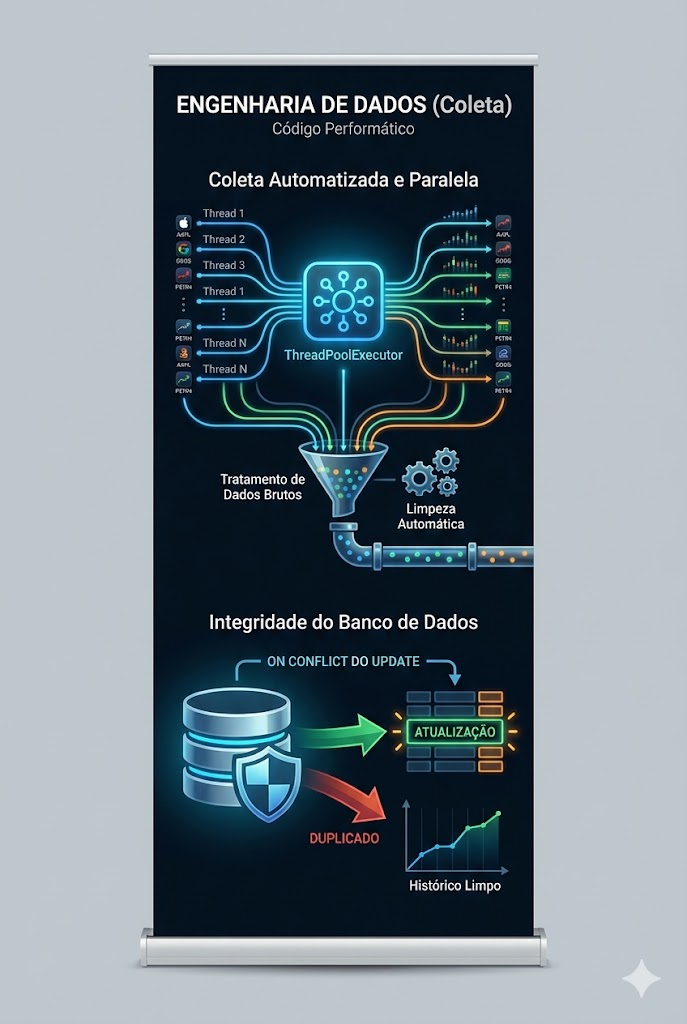 ENGENHARIA DE DADOS (Coleta)
Código Performático
Coleta Automatizada e Paralela
Thread 1
Thread 2
Thread 3
Thread 1
Thread N
Thread N
PETR4
PETR4
ThreadPoolExecutor
Tratamento de
Dados Brutos
Limpeza
Automática
Integridade do Banco de Dados
ON CONFLICT DO UPDATE
ATUALIZAÇÃO
DUPLICADO
Histórico Limpo